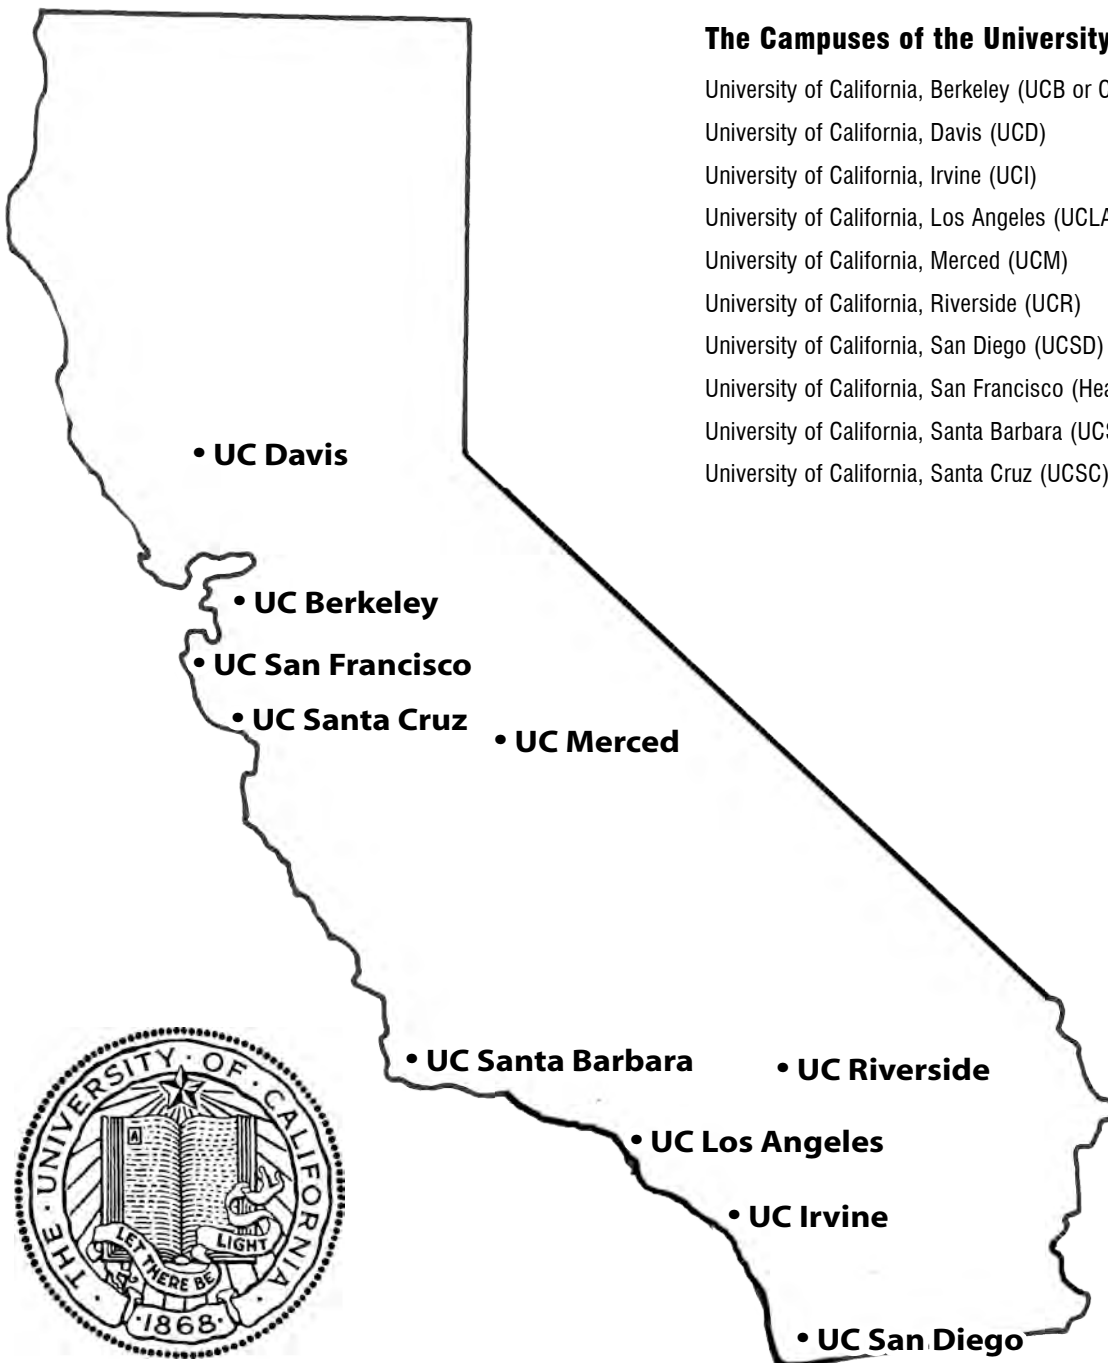 The Campuses of the University
University of California, Berkeley (UCB or C
University of California, Davis (UCD)
University of California, Irvine (UCI)
University of California, Los Angeles (UCLA
University of California, Merced (UCM)
University of California, Riverside (UCR)
University of California, San Diego (UCSD)
University of California, San Francisco (Hea
University of California, Santa Barbara (UCS
University of California, Santa Cruz (UCSC)
• UC Davis
• UC Berkeley
• UC San Francisco
• UC Santa Cruz
• UC Merced
• UC Santa Barbara
• UC Riverside
• UC Los Angeles
• UC Irvine
• UC San Diego
THE · UNIVERSITY · OF · CALIFORNIA ·
A
LET THERE BE LIGHT
·1868·